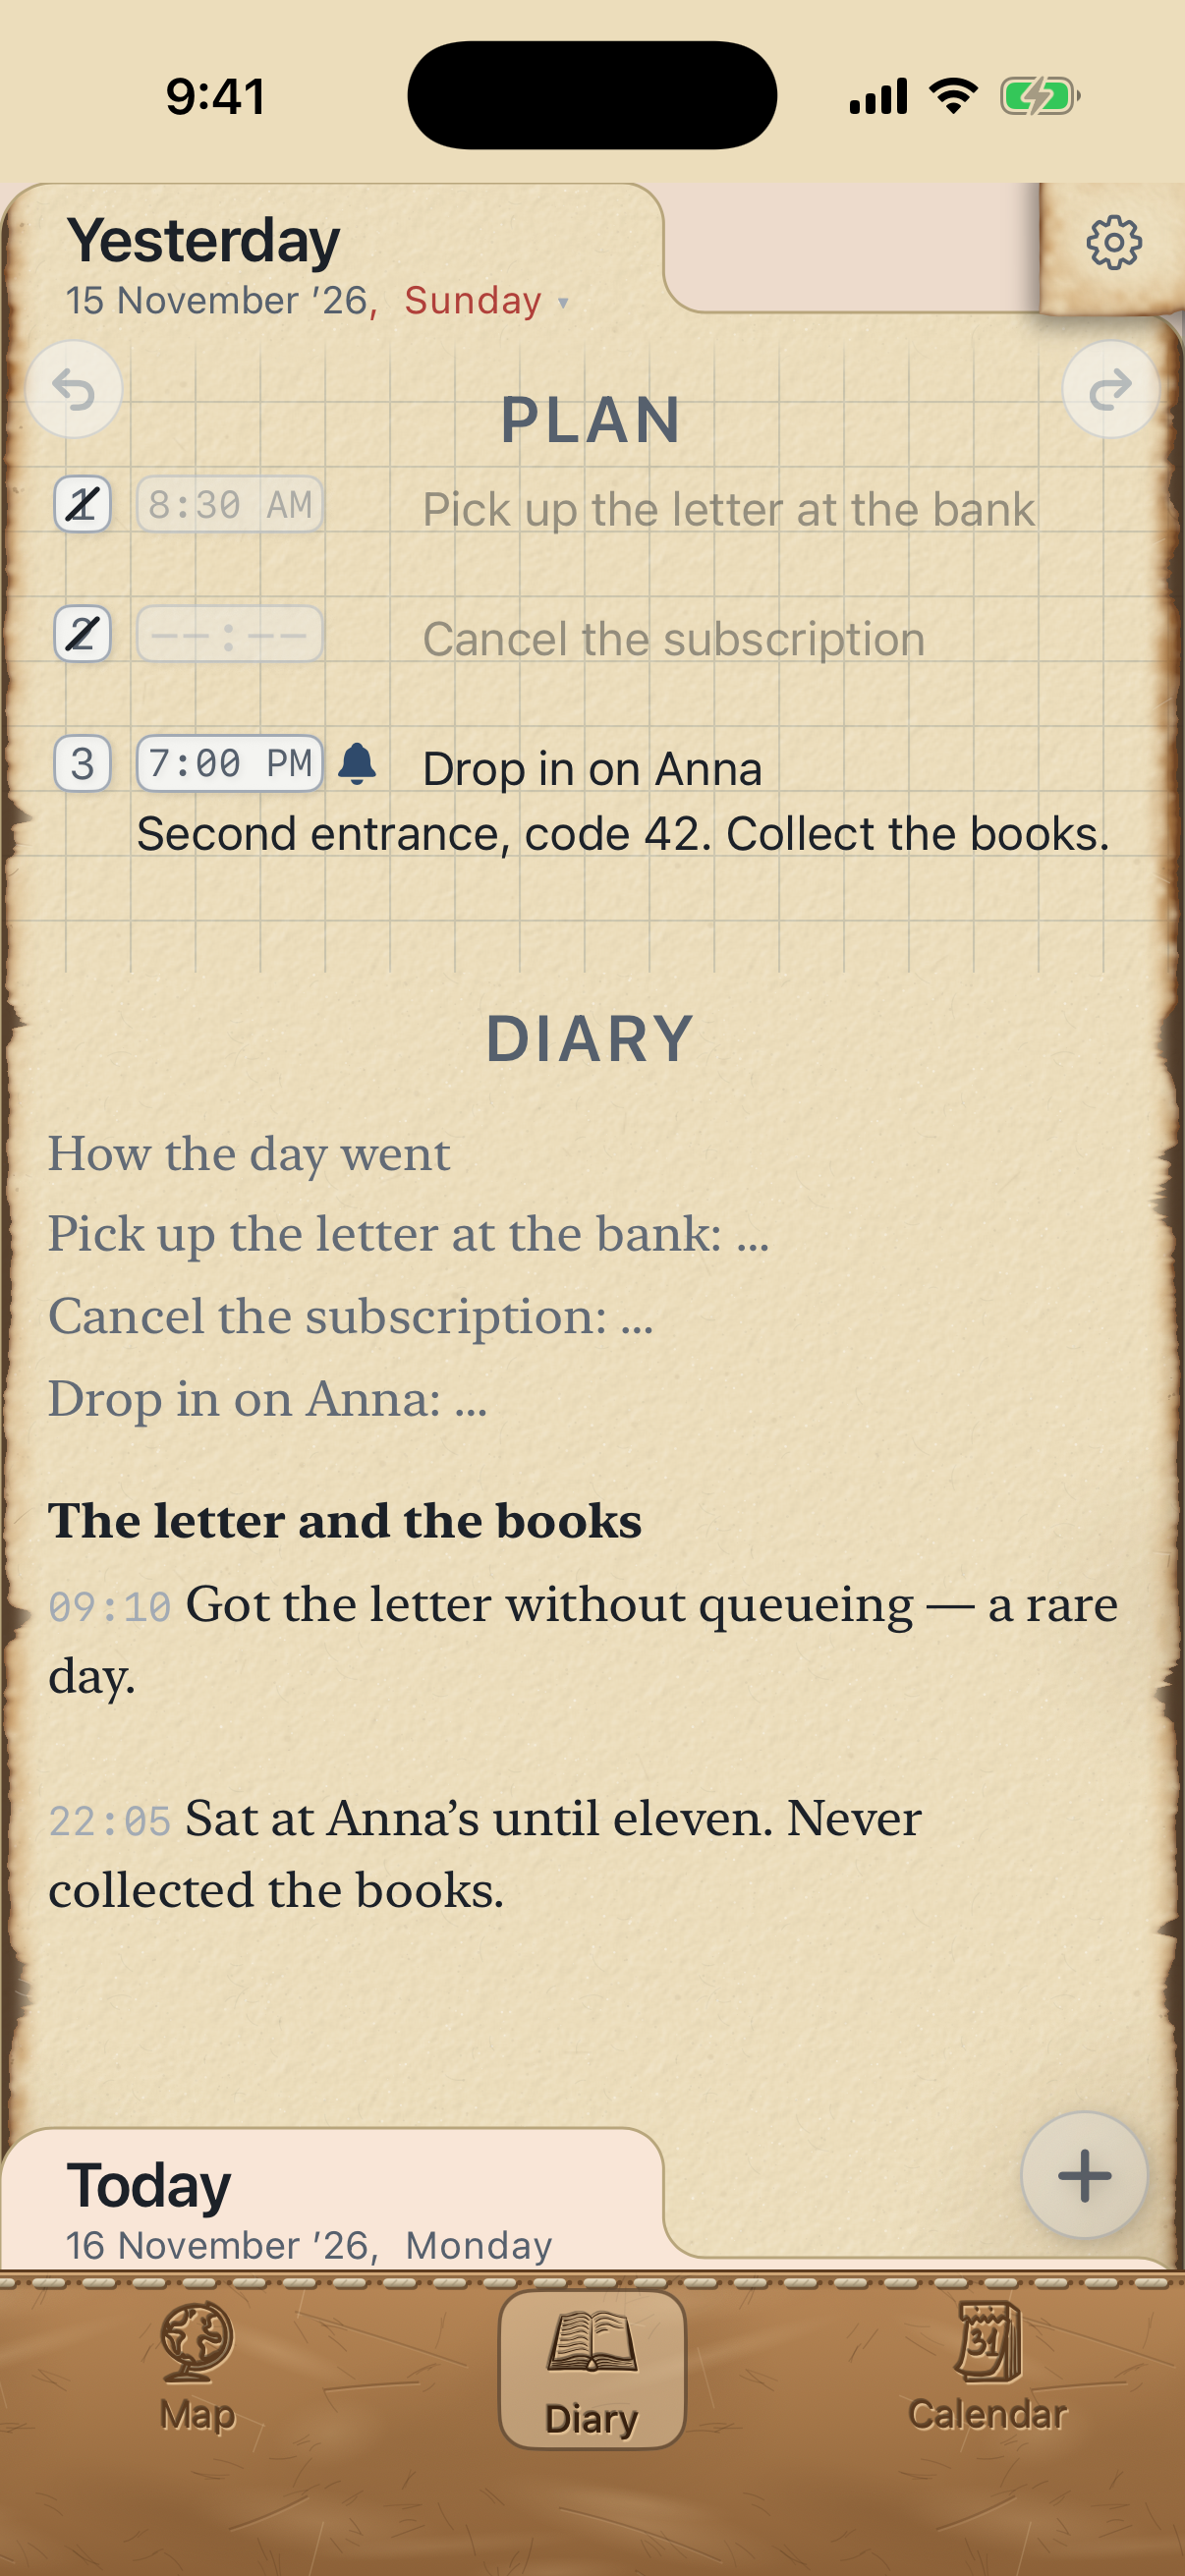 9:41
Yesterday
15 November ’26, Sunday ▾
PLAN
1 8:30 AM Pick up the letter at the bank
2 ––:–– Cancel the subscription
3 7:00 PM Drop in on Anna
Second entrance, code 42. Collect the books.
DIARY
How the day went
Pick up the letter at the bank: ...
Cancel the subscription: ...
Drop in on Anna: ...
The letter and the books
09:10 Got the letter without queueing — a rare
day.
22:05 Sat at Anna’s until eleven. Never
collected the books.
Today
16 November ’26, Monday
31
Map Diary Calendar